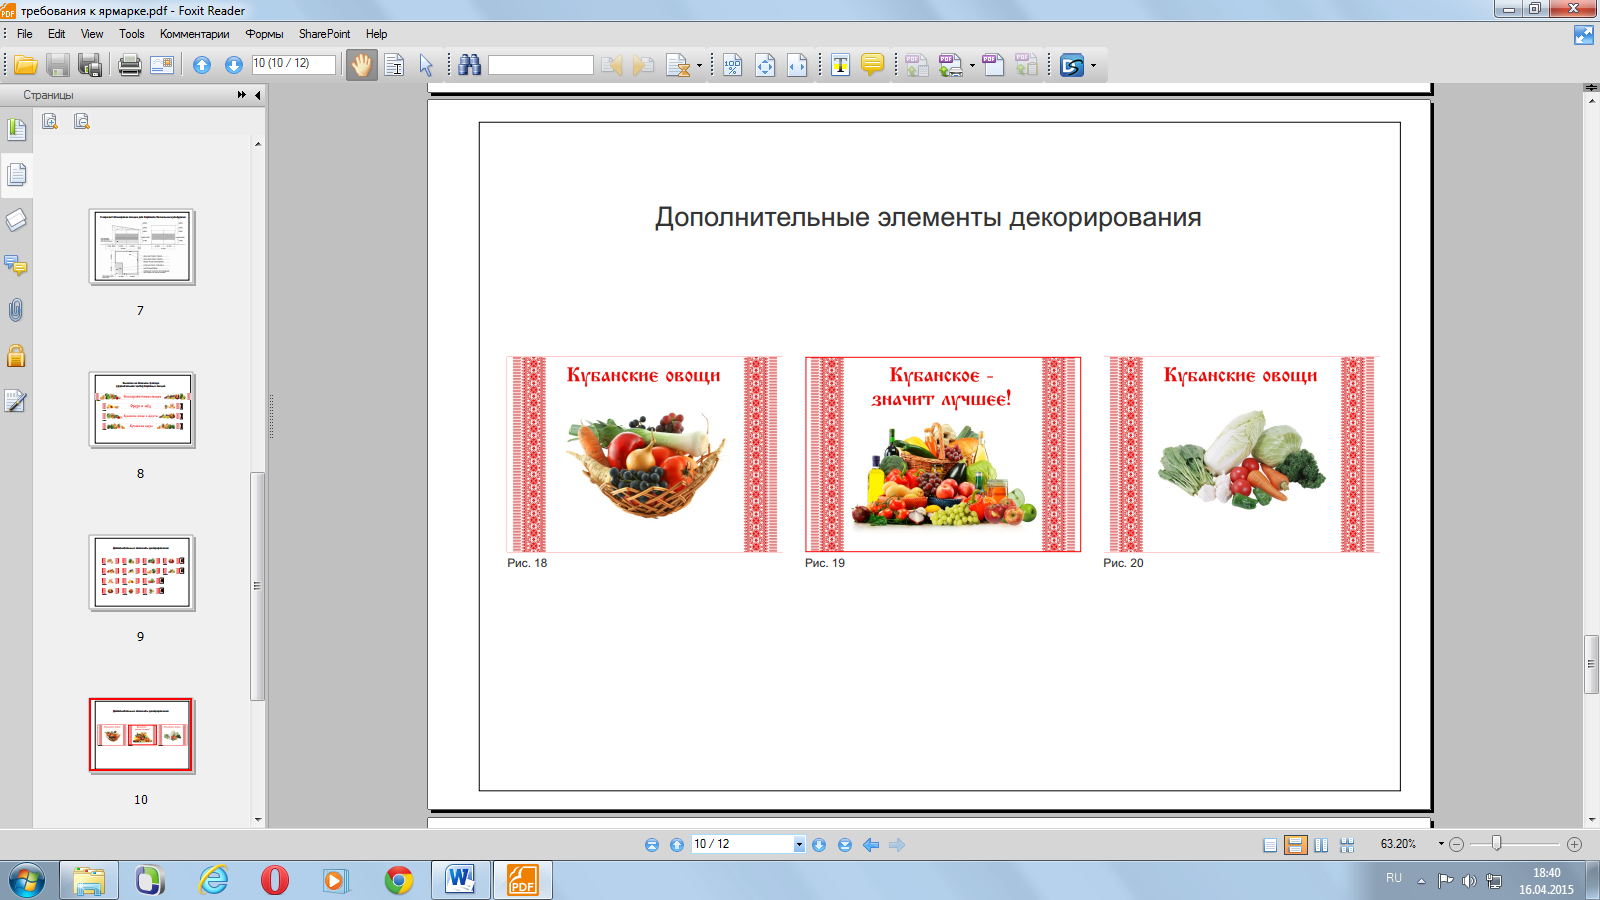 требования к ярмарке.pdf - Foxit Reader
File Edit View Tools Комментарии Формы SharePoint Help
10 (10 / 12)
Страницы
7
8
9
10
Дополнительные элементы декорирования
Кубанские овощи
Рис. 18
Кубанское -
значит лучшее!
Рис. 19
Кубанские овощи
Рис. 20
10 / 12
63.20%
RU
18:40
16.04.2015